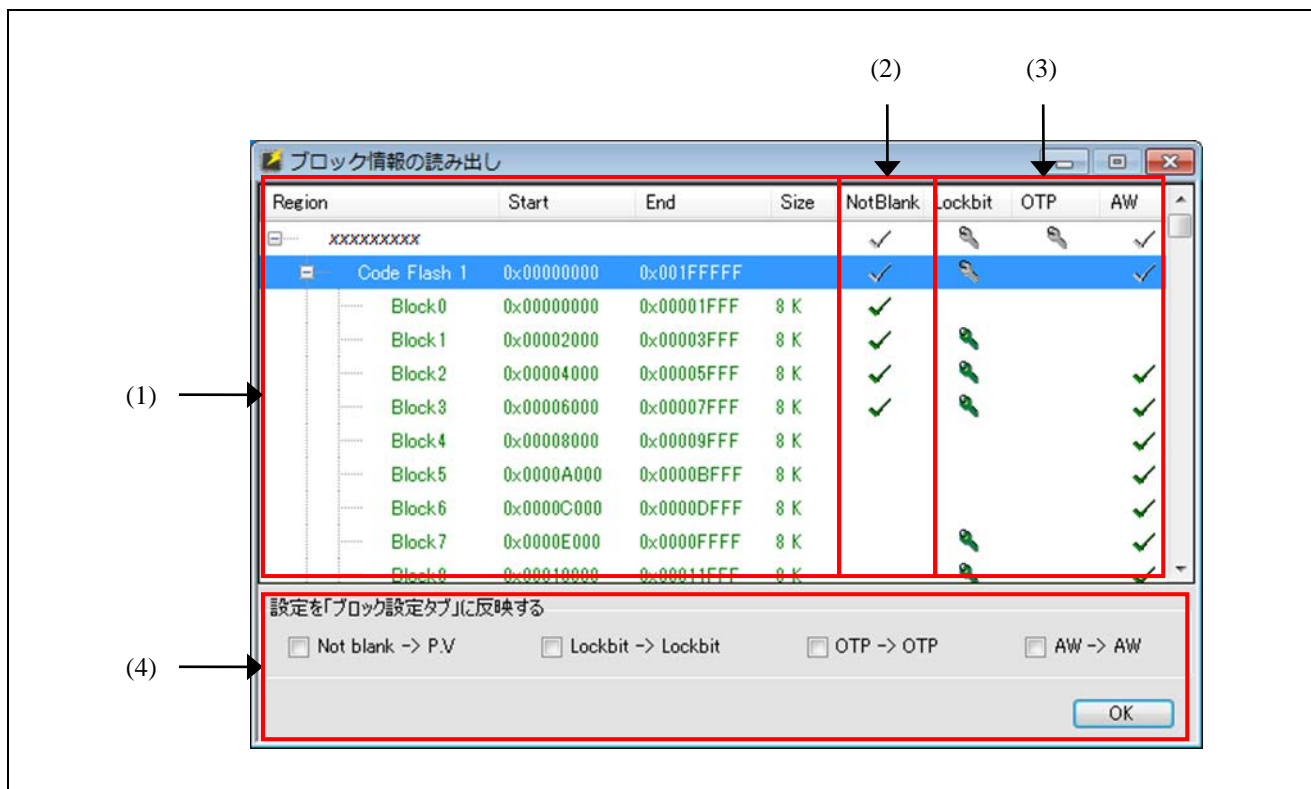 (2) (3)
ブロック情報の読み出し
Region Start End Size NotBlank Lockbit OTP AW
xxxxxxxxx
Code Flash 1 0x00000000 0x001FFFFF
Block0 0x00000000 0x00001FFF 8 K
Block1 0x00002000 0x00003FFF 8 K
Block2 0x00004000 0x00005FFF 8 K
(1)
Block3 0x00006000 0x00007FFF 8 K
Block4 0x00008000 0x00009FFF 8 K
Block5 0x0000A000 0x0000BFFF 8 K
Block6 0x0000C000 0x0000DFFF 8 K
Block7 0x0000E000 0x0000FFFF 8 K
Block8 0x00010000 0x00011FFF 8 K
設定を「ブロック設定タブ」に反映する
Not blank -> P.V Lockbit -> Lockbit OTP -> OTP AW -> AW
(4)
OK